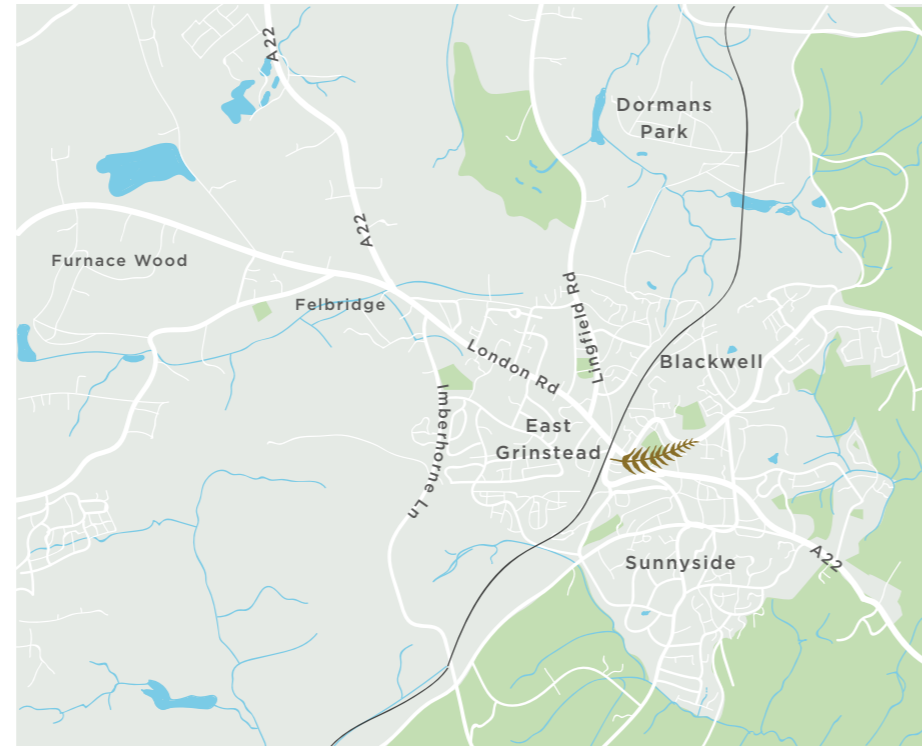 A22
Dormans
Park
A22
Furnace Wood
Felbridge
Lingfield Rd
London Rd
Blackwell
Imberhorne Ln
East
Grinstead
Sunnyside
A22